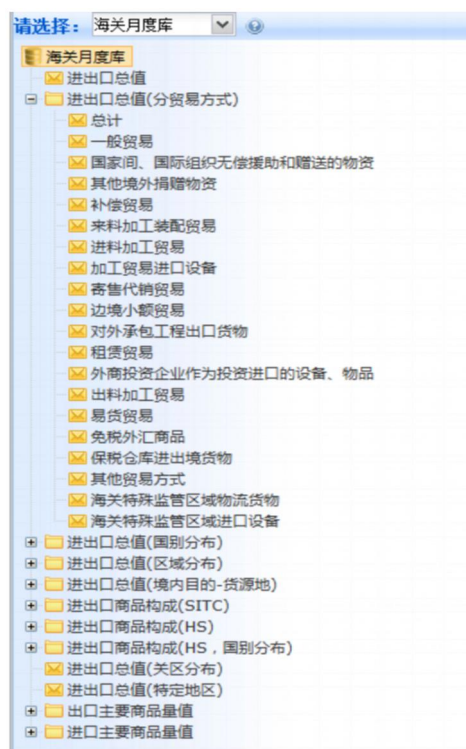 请选择： 海关月度库
海关月度库
进出口总值
进出口总值(分贸易方式)
总计
一般贸易
国家间、国际组织无偿援助和赠送的物资
其他境外捐赠物资
补偿贸易
来料加工装配贸易
进料加工贸易
加工贸易进口设备
寄售代销贸易
边境小额贸易
对外承包工程出口货物
租赁贸易
外商投资企业作为投资进口的设备、物品
出料加工贸易
易货贸易
免税外汇商品
保税仓库进出境货物
其他贸易方式
海关特殊监管区域物流货物
海关特殊监管区域进口设备
进出口总值(国别分布)
进出口总值(区域分布)
进出口总值(境内目的-货源地)
进出口商品构成(SITC)
进出口商品构成(HS)
进出口商品构成(HS，国别分布)
进出口总值(关区分布)
进出口总值(特定地区)
出口主要商品量值
进口主要商品量值